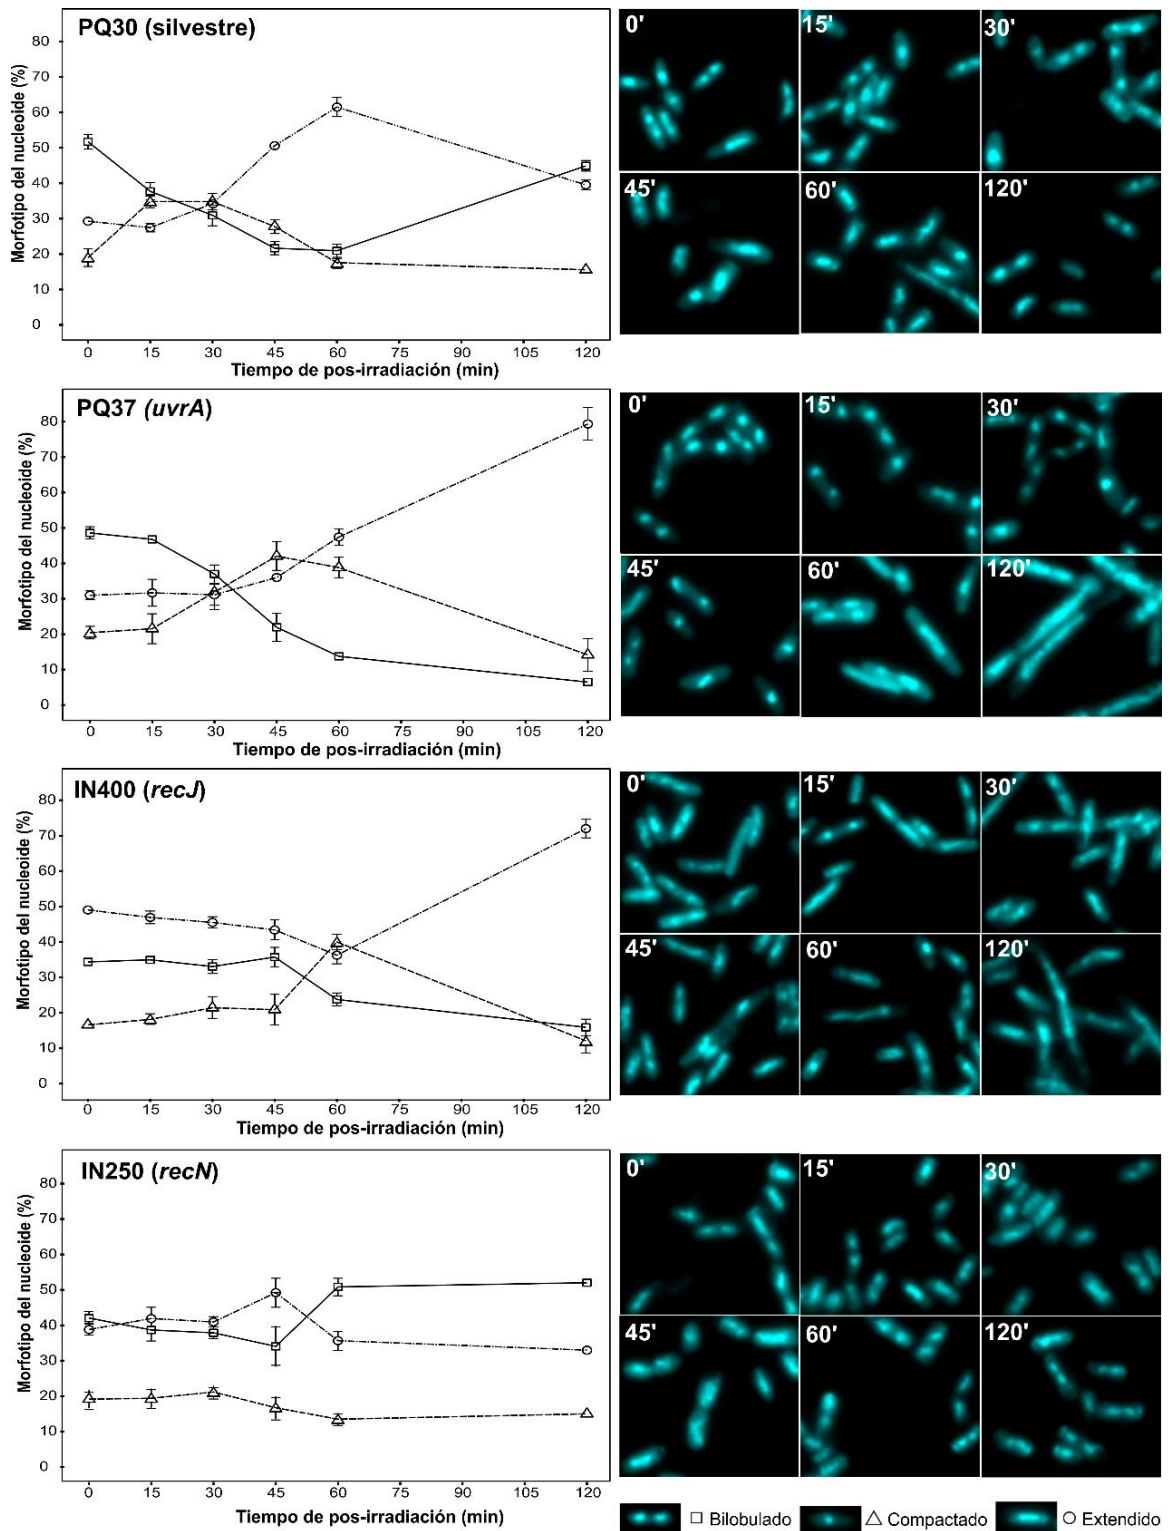 PQ30 (silvestre)
Morfotipo del nucleoide (%)
80
70
60
50
40
30
20
10
0
0 15 30 45 60 75 90 105 120
Tiempo de pos-irradiación (min)
0' 15' 30'
45' 60' 120'
PQ37 (uvrA)
Morfotipo del nucleoide (%)
80
70
60
50
40
30
20
10
0
0 15 30 45 60 75 90 105 120
Tiempo de pos-irradiación (min)
0' 15' 30'
45' 60' 120'
IN400 (recJ)
Morfotipo del nucleoide (%)
80
70
60
50
40
30
20
10
0
0 15 30 45 60 75 90 105 120
Tiempo de pos-irradiación (min)
0' 15' 30'
45' 60' 120'
IN250 (recN)
Morfotipo del nucleoide (%)
80
70
60
50
40
30
20
10
0
0 15 30 45 60 75 90 105 120
Tiempo de pos-irradiación (min)
0' 15' 30'
45' 60' 120'
Bilobulado Compactado Extendido